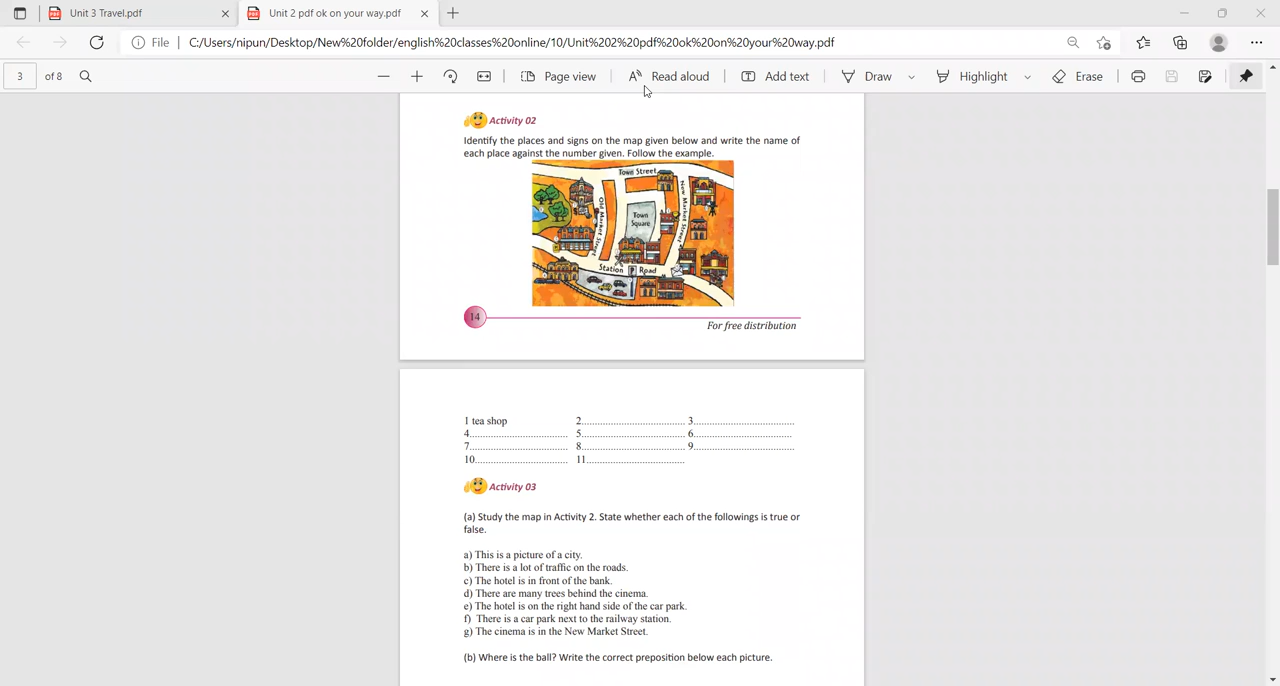 Unit 3 Travel.pdf
Unit 2 pdf ok on your way.pdf
File
C:/Users/nipun/Desktop/New%20folder/english%20classes%20online/10/Unit%202%20pdf%20ok%20on%20your%20way.pdf
3 of 8
Page view
Read aloud
Add text
Draw
Highlight
Erase
Activity 02
Identify the places and signs on the map given below and write the name of
each place against the number given. Follow the example.
Town Street
Old Market Street
New Market Street
Town
Square
Station Road
P
14
For free distribution
1 tea shop 2.................................... 3....................................
4.................................... 5.................................... 6....................................
7.................................... 8.................................... 9....................................
10.................................... 11....................................
Activity 03
(a) Study the map in Activity 2. State whether each of the followings is true or
false.
a) This is a picture of a city.
b) There is a lot of traffic on the roads.
c) The hotel is in front of the bank.
d) There are many trees behind the cinema.
e) The hotel is on the right hand side of the car park.
f) There is a car park next to the railway station.
g) The cinema is in the New Market Street.
(b) Where is the ball? Write the correct preposition below each picture.